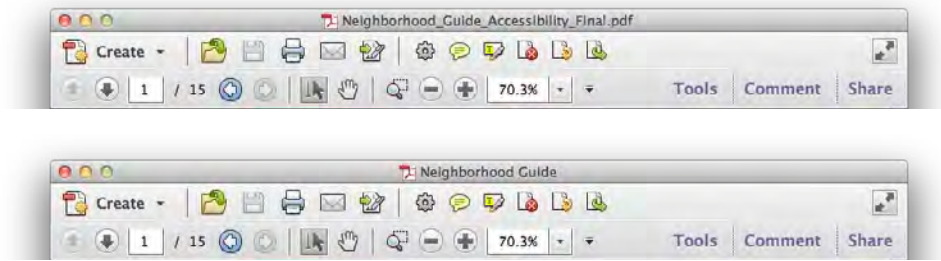 Neighborhood_Guide_Accessibility_Final.pdf
Create
1 / 15 70.3% Tools Comment Share
Neighborhood Guide
Create
1 / 15 70.3% Tools Comment Share